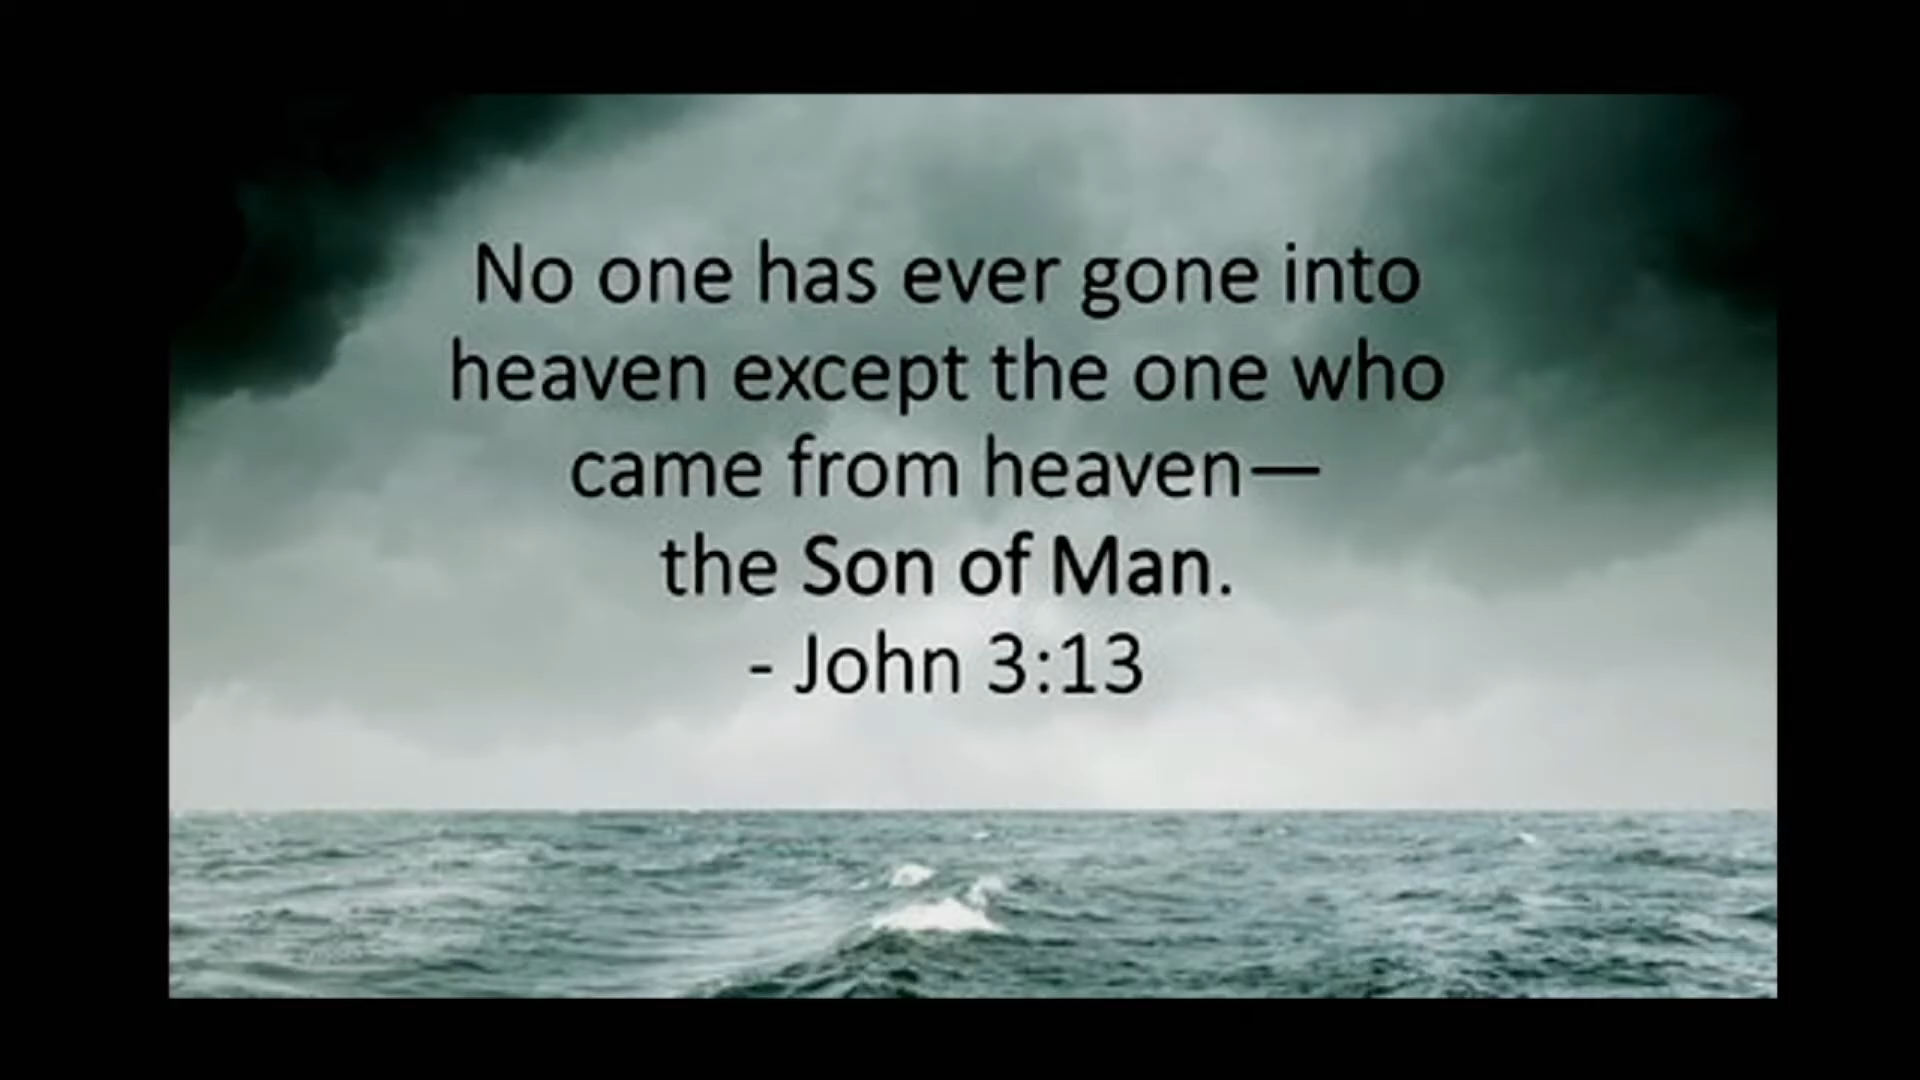 No one has ever gone into
heaven except the one who
came from heaven—
the Son of Man.
- John 3:13